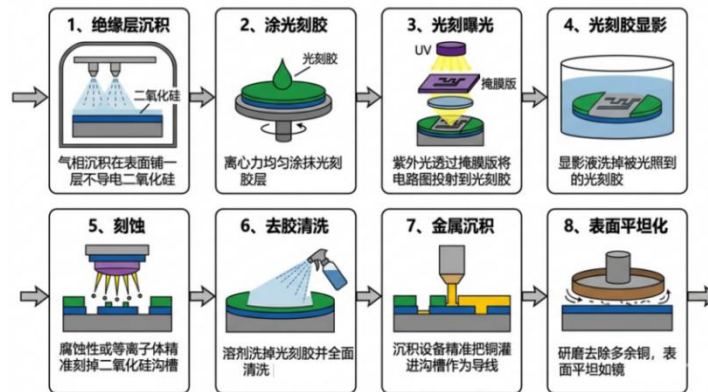 1、绝缘层沉积
二氧化硅
气相沉积在表面铺一
层不导电二氧化硅
2、涂光刻胶
光刻胶
离心力均匀涂抹光刻
胶层
3、光刻曝光
UV
掩膜版
紫外光透过掩膜版将
电路图投射到光刻胶
4、光刻胶显影
显影液洗掉被光照到
的光刻胶
5、刻蚀
腐蚀性或等离子体精
准刻掉二氧化硅沟槽
6、去胶清洗
溶剂洗掉光刻胶并全面
清洗
7、金属沉积
沉积设备精准把铜灌
进沟槽作为导线
8、表面平坦化
研磨去除多余铜，表
面平坦如镜